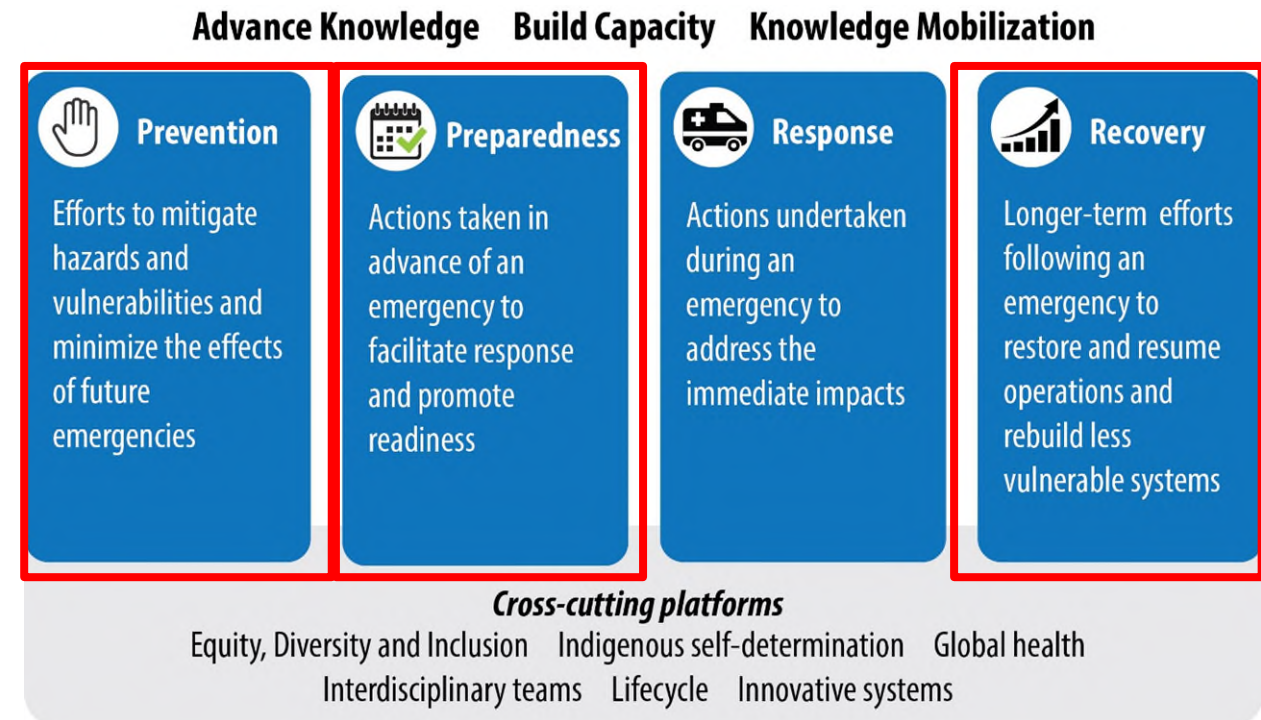 Advance Knowledge Build Capacity Knowledge Mobilization
Prevention
Efforts to mitigate
hazards and
vulnerabilities and
minimize the effects
of future
emergencies
Preparedness
Actions taken in
advance of an
emergency to
facilitate response
and promote
readiness
Response
Actions undertaken
during an
emergency to
address the
immediate impacts
Recovery
Longer-term efforts
following an
emergency to
restore and resume
operations and
rebuild less
vulnerable systems
Cross-cutting platforms
Equity, Diversity and Inclusion Indigenous self-determination Global health
Interdisciplinary teams Lifecycle Innovative systems